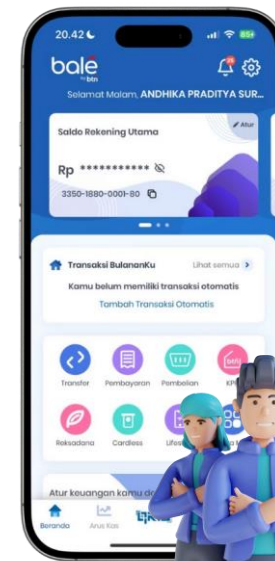 20.42
85+
balé
by btn
Selamat Malam, ANDHIKA PRADITYA SUR...
Saldo Rekening Utama
Atur
Rp ***********
3350-1880-0001-80
Transaksi BulananKu
Lihat semua >
Kamu belum memiliki transaksi otomatis
Tambah Transaksi Otomatis
Transfer
Pembayaran
Pembelian
KPR
Reksadana
Cardless
Atur keuangan kamu
Beranda
Arus Kas